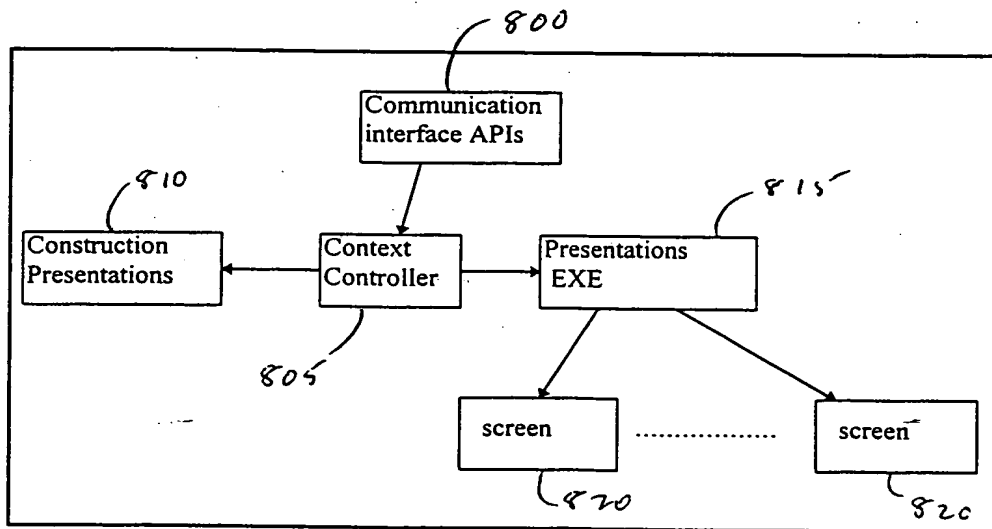 800
Communication
interface APIs
810
815
Construction
Presentations
Context
Controller
Presentations
EXE
805
screen
....................
screen
820
820